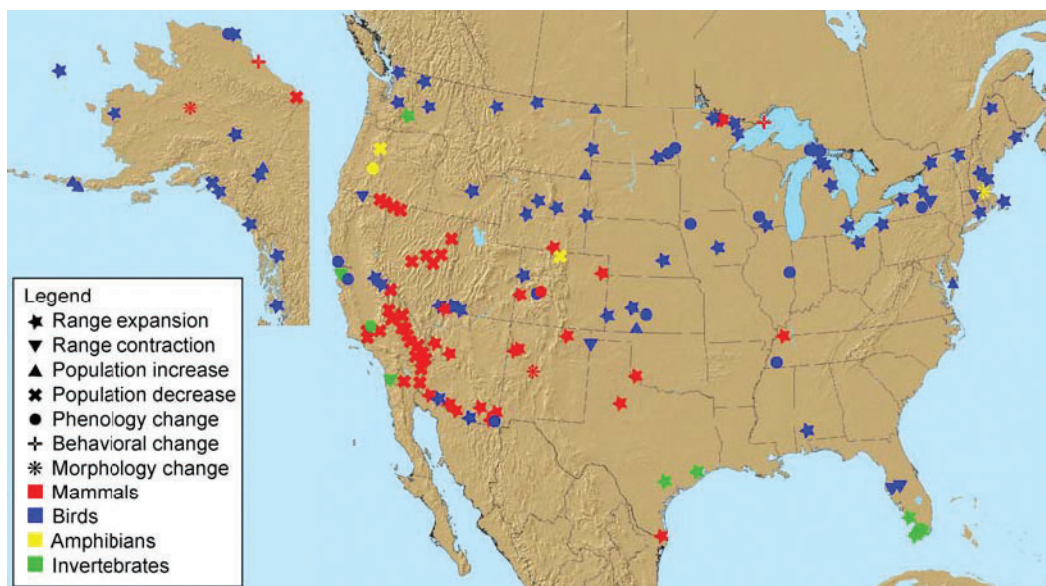 Legend
Range expansion
Range contraction
Population increase
Population decrease
Phenology change
Behavioral change
Morphology change
Mammals
Birds
Amphibians
Invertebrates